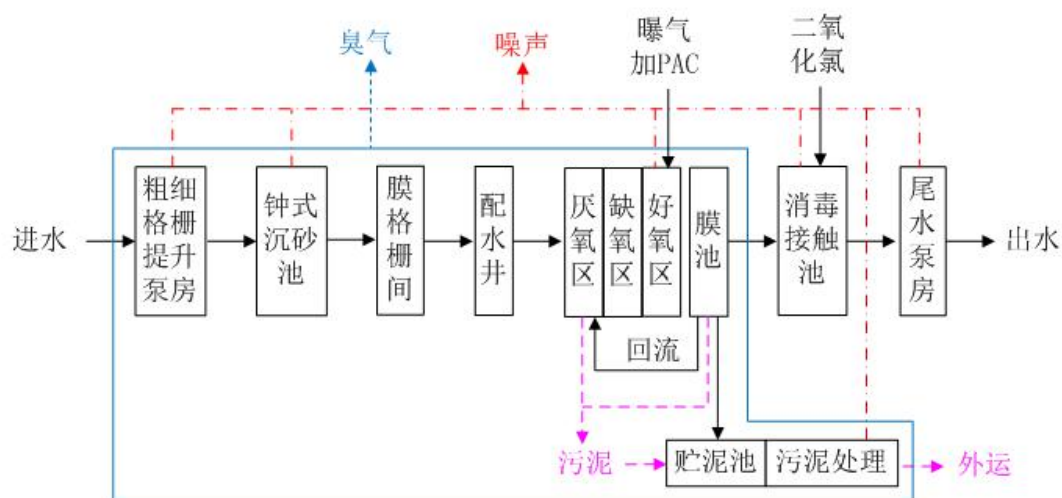 臭气
噪声
曝气
加PAC
二氧
化氯
进水
粗细
格栅
提升
泵房
钟式
沉砂
池
膜
格
栅
间
配
水
井
厌
氧
区
缺
氧
区
好
氧
区
膜
池
消毒
接触
池
尾
水
泵
房
出水
回流
污泥
贮泥池
污泥处理
外运